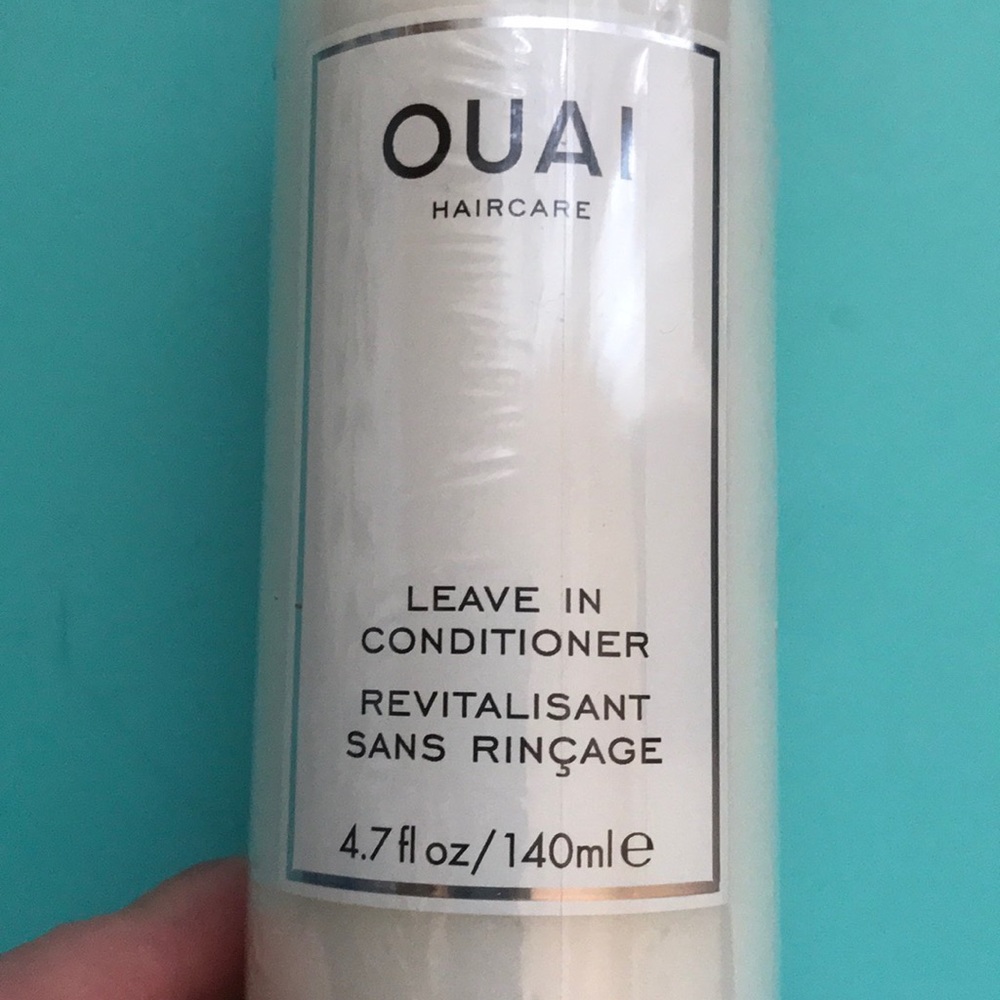 OUAI
HAIRCARE
LEAVE IN
CONDITIONER
REVITALISANT
SANS RINÇAGE
4.7 fl oz/140ml℮